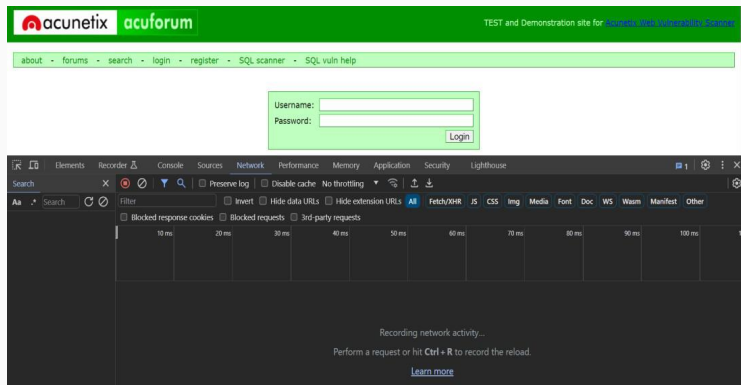 acunetix acuforum
TEST and Demonstration site for Acunetix Web Vulnerability Scanner
about - forums - search - login - register - SQL scanner - SQL vuln help
Username:
Password:
Login
Elements Recorder Console Sources Network Performance Memory Application Security Lighthouse 1
Search Preserve log Disable cache No throttling
Aa .* Search Filter Invert Hide data URLs Hide extension URLs All Fetch/XHR JS CSS Img Media Font Doc WS Wasm Manifest Other
Blocked response cookies Blocked requests 3rd-party requests
10 ms 20 ms 30 ms 40 ms 50 ms 60 ms 70 ms 80 ms 90 ms 100 ms 1
Recording network activity...
Perform a request or hit Ctrl + R to record the reload.
Learn more